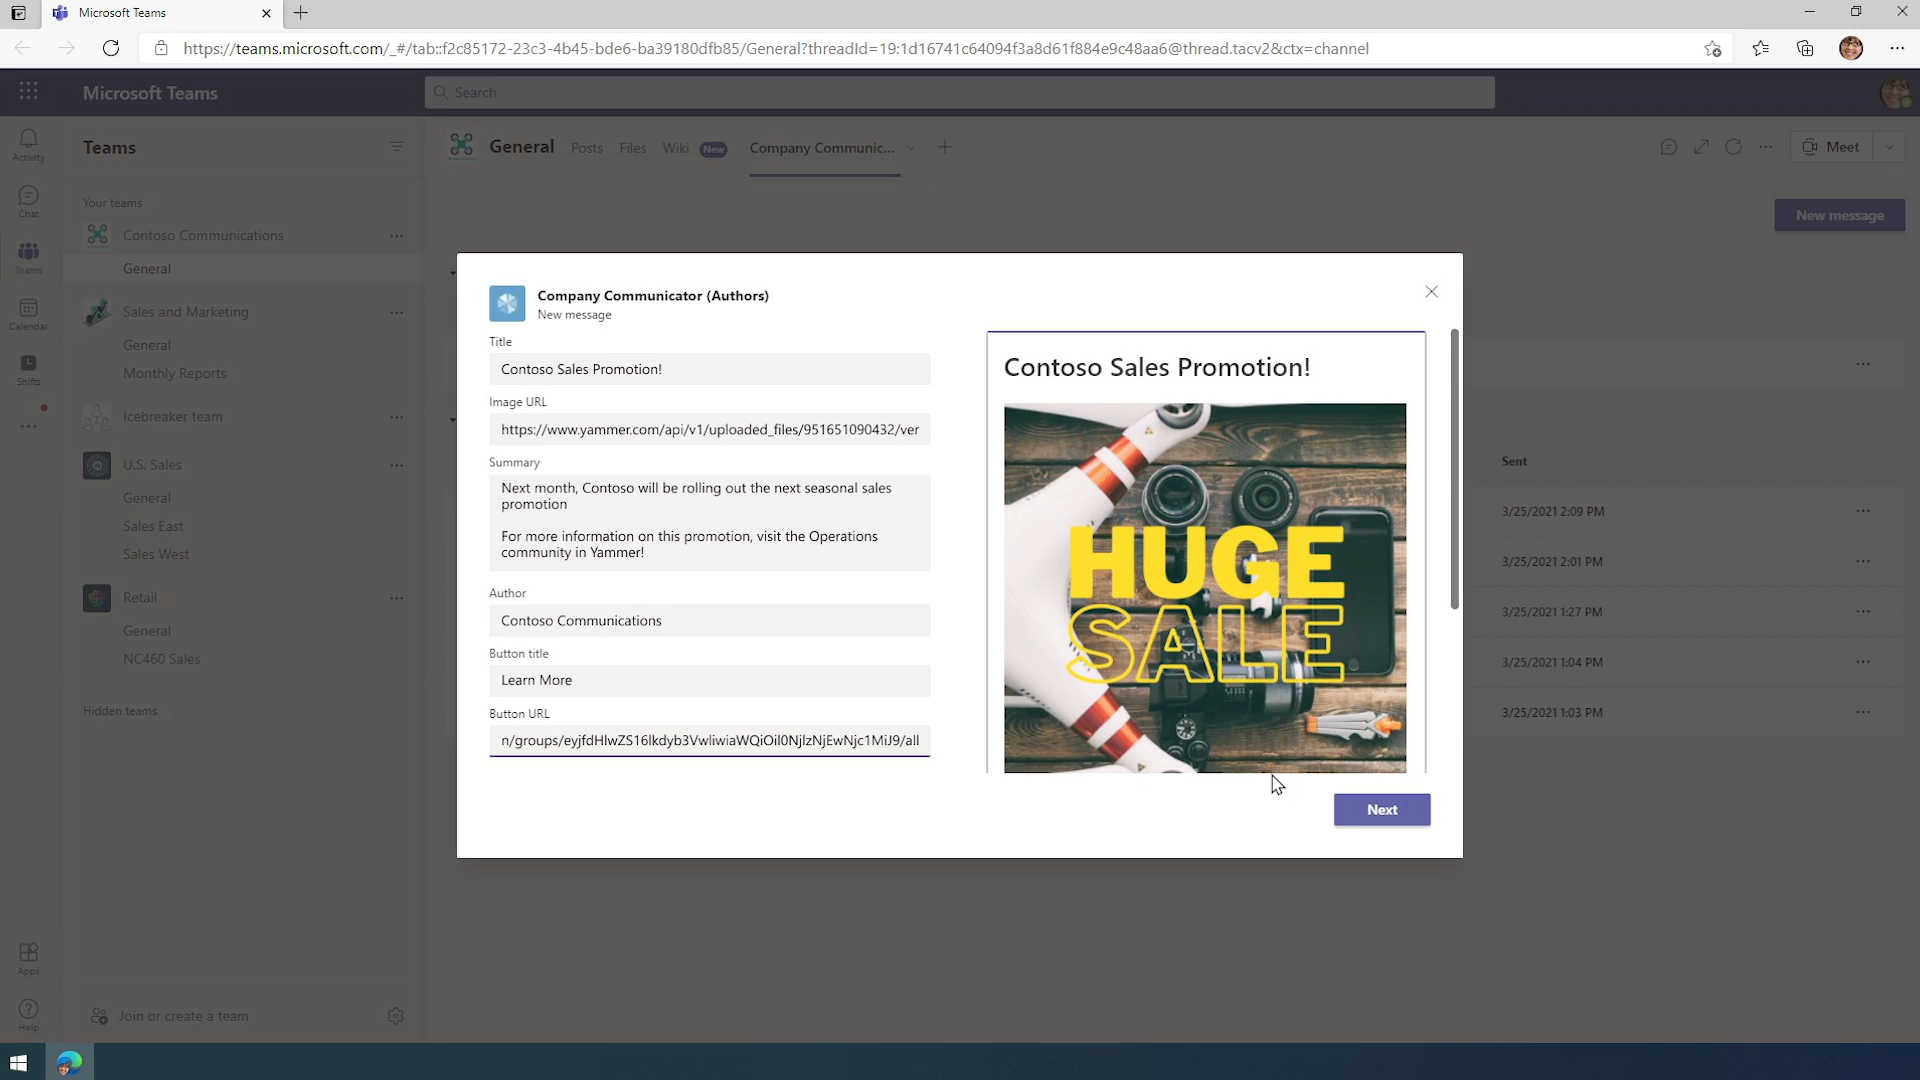 Microsoft Teams
https://teams.microsoft.com/_#/tab::f2c85172-23c3-4b45-bde6-ba39180dfb85/General?threadId=19:1d16741c64094f3a8d61f884e9c48aa6@thread.tacv2&ctx=channel
Microsoft Teams
Search
Activity
Chat
Teams
Calendar
Shifts
Apps
Help
Teams
Your teams
Contoso Communications
General
Sales and Marketing
General
Monthly Reports
Icebreaker team
U.S. Sales
General
Sales East
Sales West
Retail
General
NC460 Sales
Hidden teams
Join or create a team
General
Posts
Files
Wiki
New
Company Communic...
Meet
New message
Company Communicator (Authors)
New message
Title
Contoso Sales Promotion!
Image URL
https://www.yammer.com/api/v1/uploaded_files/951651090432/ver
Summary
Next month, Contoso will be rolling out the next seasonal sales
promotion
For more information on this promotion, visit the Operations
community in Yammer!
Author
Contoso Communications
Button title
Learn More
Button URL
n/groups/eyjfdHlwZS16lkdyb3VwliwiaWQiOil0NjlzNjEwNjc1MiJ9/all
Contoso Sales Promotion!
HUGE
SALE
Next
Sent
3/25/2021 2:09 PM
3/25/2021 2:01 PM
3/25/2021 1:27 PM
3/25/2021 1:04 PM
3/25/2021 1:03 PM